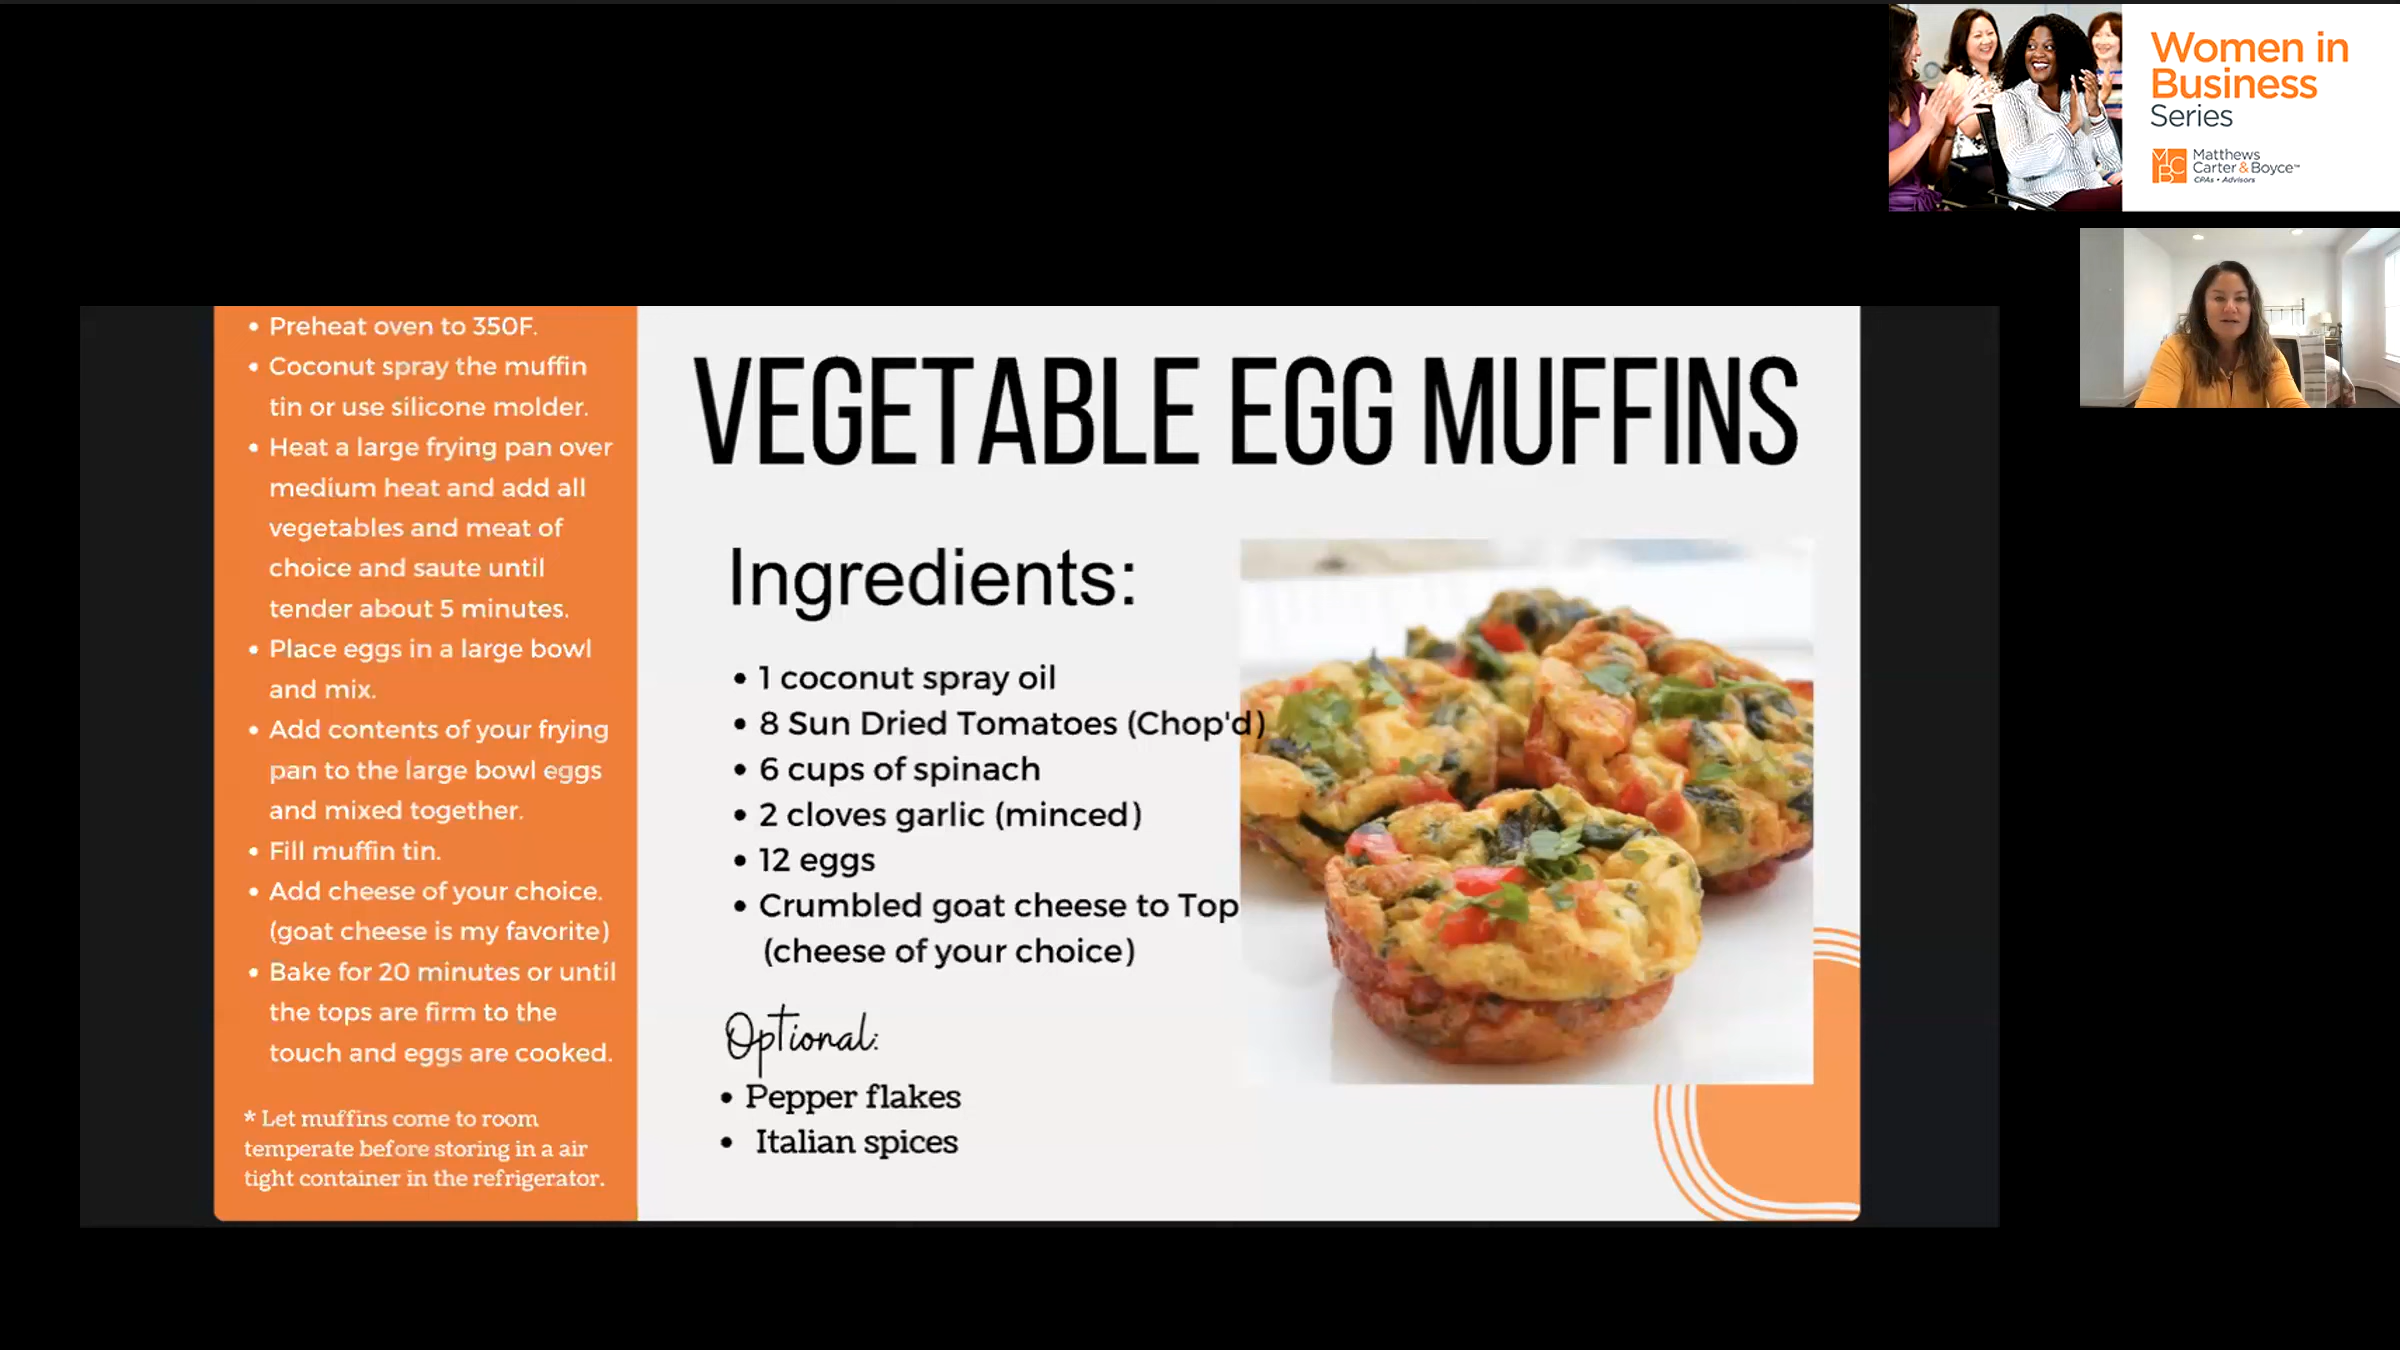 Women in
Business
Series
Matthews
Carter & Boyce™
CPAs • Advisors
• Preheat oven to 350F.
• Coconut spray the muffin
tin or use silicone molder.
• Heat a large frying pan over
medium heat and add all
vegetables and meat of
choice and saute until
tender about 5 minutes.
• Place eggs in a large bowl
and mix.
• Add contents of your frying
pan to the large bowl eggs
and mixed together.
• Fill muffin tin.
• Add cheese of your choice.
(goat cheese is my favorite)
• Bake for 20 minutes or until
the tops are firm to the
touch and eggs are cooked.
* Let muffins come to room
temperate before storing in a air
tight container in the refrigerator.
VEGETABLE EGG MUFFINS
Ingredients:
• 1 coconut spray oil
• 8 Sun Dried Tomatoes (Chop'd)
• 6 cups of spinach
• 2 cloves garlic (minced)
• 12 eggs
• Crumbled goat cheese to Top
(cheese of your choice)
Optional:
• Pepper flakes
• Italian spices